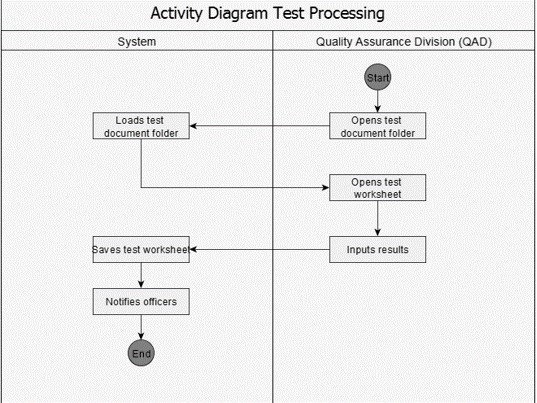 Activity Diagram Test Processing
System
Quality Assurance Division (QAD)
Start
Loads test
document folder
Opens test
document folder
Opens test
worksheet
Saves test worksheet
Inputs results
Notifies officers
End